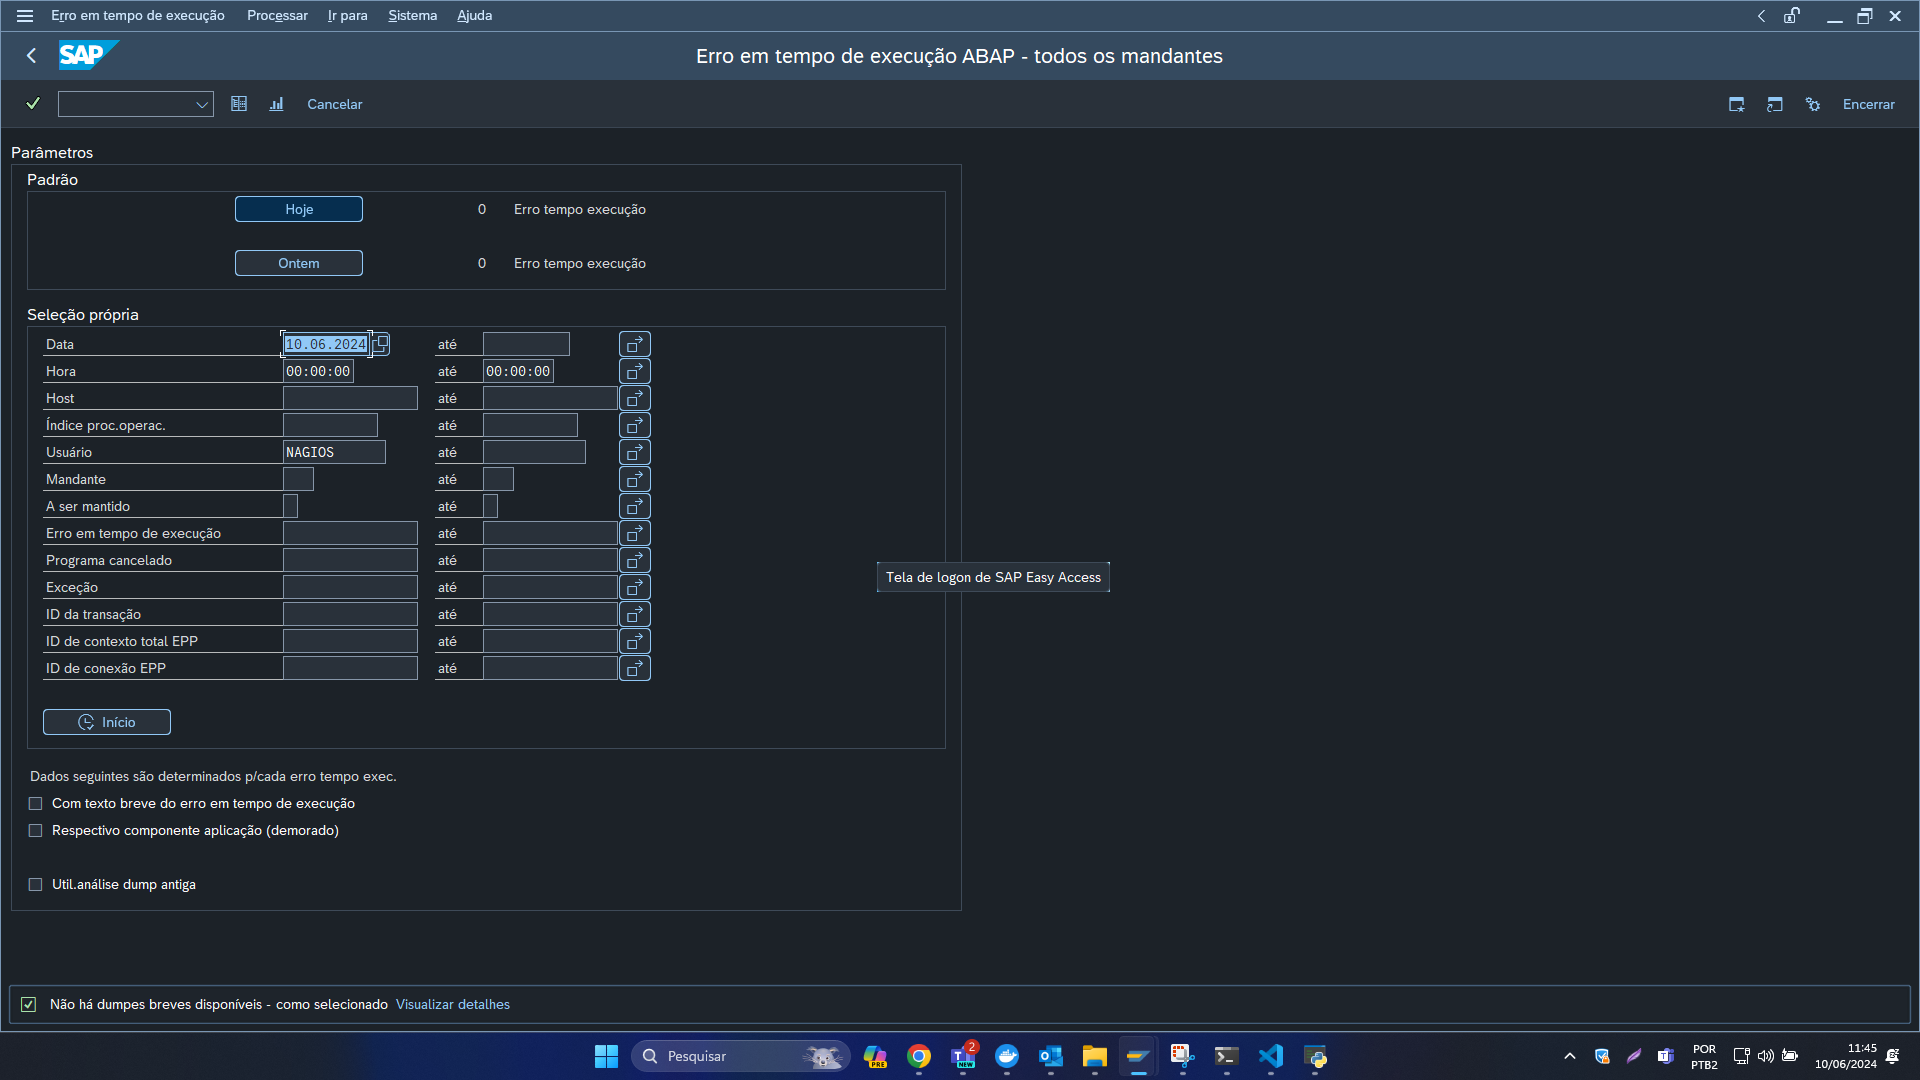 Erro em tempo de execução Processar Ir para Sistema Ajuda
SAP Erro em tempo de execução ABAP - todos os mandantes
Cancelar Encerrar
Parâmetros
Padrão
Hoje 0 Erro tempo execução
Ontem 0 Erro tempo execução
Seleção própria
Data 10.06.2024 até
Hora 00:00:00 até 00:00:00
Host até
Índice proc.operac. até
Usuário NAGIOS até
Mandante até
A ser mantido até
Erro em tempo de execução até
Programa cancelado até
Exceção até
Tela de logon de SAP Easy Access
ID da transação até
ID de contexto total EPP até
ID de conexão EPP até
Início
Dados seguintes são determinados p/cada erro tempo exec.
Com texto breve do erro em tempo de execução
Respectivo componente aplicação (demorado)
Util.análise dump antiga
Não há dumpes breves disponíveis - como selecionado Visualizar detalhes
Pesquisar PRE 2 NEW POR 11:45
PTB2 10/06/2024